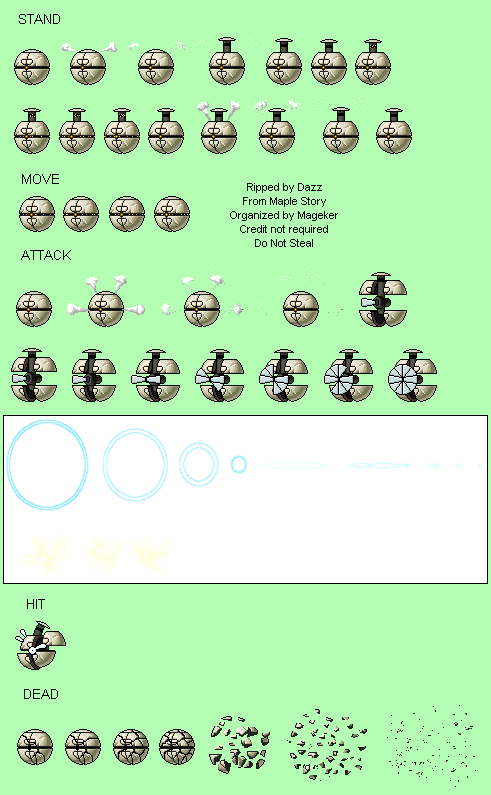 STAND
MOVE
Ripped by Dazz
From Maple Story
Organized by Mageker
Credit not required
Do Not Steal
ATTACK
HIT
DEAD